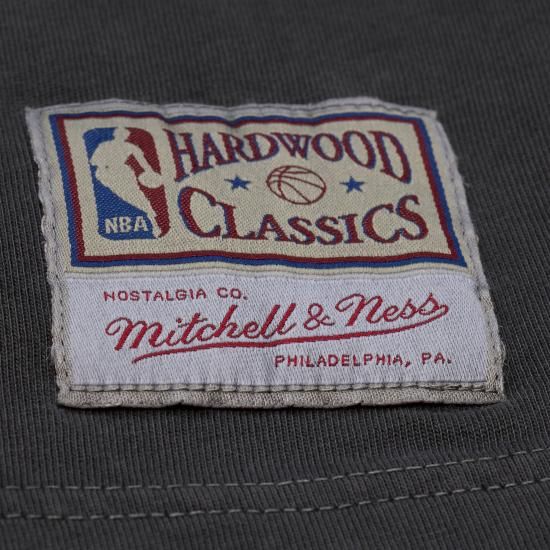 HARDWOOD
NBA
CLASSICS
NOSTALGIA CO.
Mitchell & Ness
PHILADELPHIA, PA.